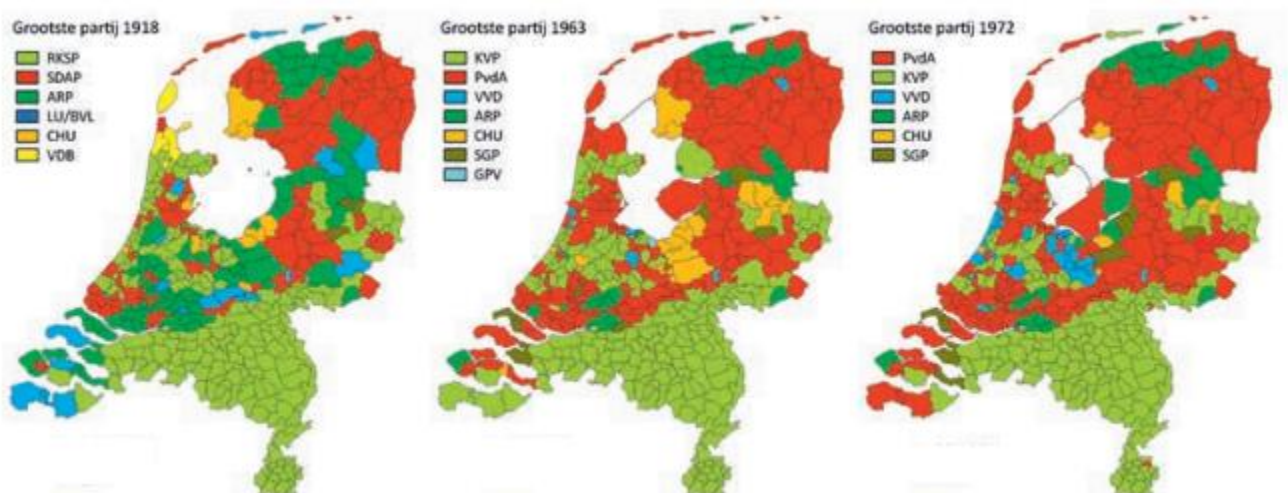 Grootste partij 1918
RKSP
SDAP
ARP
LU/BVL
CHU
VDB
Grootste partij 1963
KVP
PvdA
VVD
ARP
CHU
SGP
GPV
Grootste partij 1972
PvdA
KVP
VVD
ARP
CHU
SGP